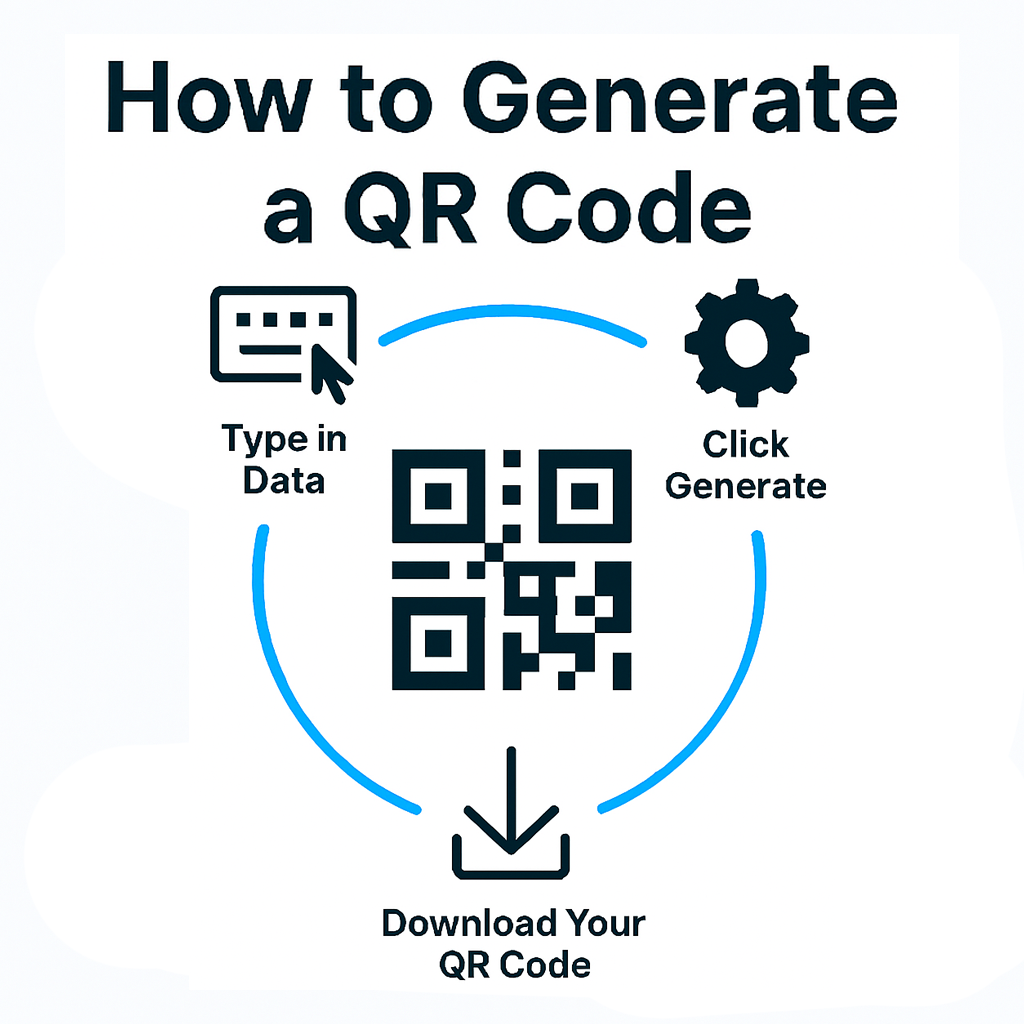 How to Generate
a QR Code
Type in
Data
Click
Generate
Download Your
QR Code